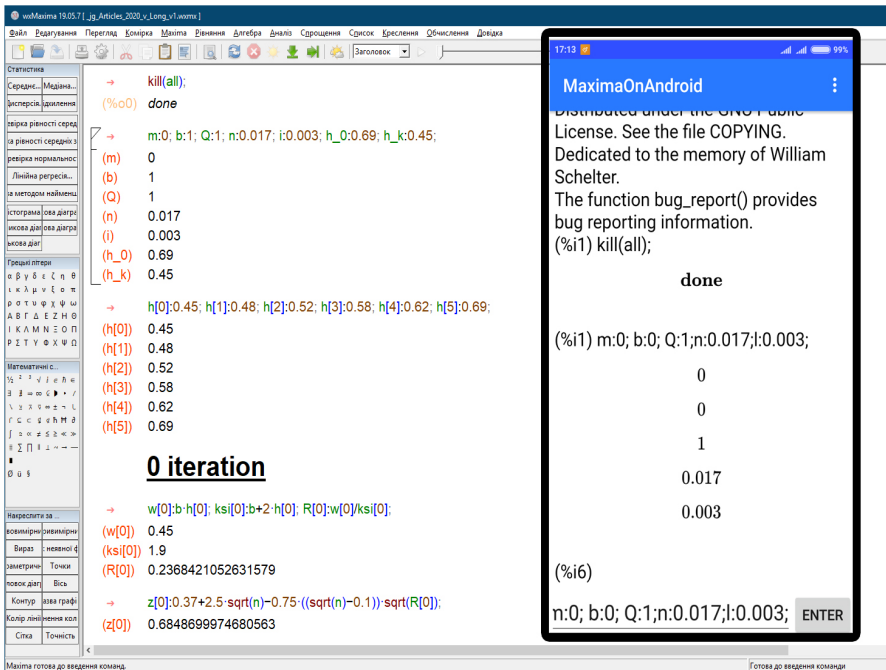 wxMaxima 19.05.7 [ _jg_Articles_2020_v_Long_v1.wxmx ]
Файл Редагування Перегляд Комірка Maxima Рівняння Алгебра Аналіз Спрощення Список Креслення Обчислення Довідка
Заголовок
Статистика
Середнє... Медіана...
Лінійна регресія...
Грецькі літери
α β γ δ ε ζ η θ
ι κ λ μ ν ξ ο π
ρ σ τ υ φ χ ψ ω
Α Β Γ Δ Ε Ζ Η Θ
Ι Κ Λ Μ Ν Ξ Ο Π
Ρ Σ Τ Υ Φ Χ Ψ Ω
Математичні с...
Ø ü §
Накреслити за ...
Вираз
Точки
Вісь
Контур
Сітка Точність
kill(all);
(%o0) done
m:0; b:1; Q:1; n:0.017; i:0.003; h_0:0.69; h_k:0.45;
(m) 0
(b) 1
(Q) 1
(n) 0.017
(i) 0.003
(h_0) 0.69
(h_k) 0.45
h[0]:0.45; h[1]:0.48; h[2]:0.52; h[3]:0.58; h[4]:0.62; h[5]:0.69;
(h[0]) 0.45
(h[1]) 0.48
(h[2]) 0.52
(h[3]) 0.58
(h[4]) 0.62
(h[5]) 0.69
0 iteration
w[0]:b·h[0]; ksi[0]:b+2·h[0]; R[0]:w[0]/ksi[0];
(w[0]) 0.45
(ksi[0]) 1.9
(R[0]) 0.2368421052631579
z[0]:0.37+2.5·sqrt(n)−0.75·((sqrt(n)−0.1))·sqrt(R[0]);
(z[0]) 0.6848699974680563
Maxima готова до введення команд.
Готова до введення команди
17:13
99%
MaximaOnAndroid
Distributed under the GNU Public
License. See the file COPYING.
Dedicated to the memory of William
Schelter.
The function bug_report() provides
bug reporting information.
(%i1) kill(all);
done
(%i1) m:0; b:0; Q:1;n:0.017;l:0.003;
0
0
1
0.017
0.003
(%i6)
n:0; b:0; Q:1;n:0.017;l:0.003; ENTER